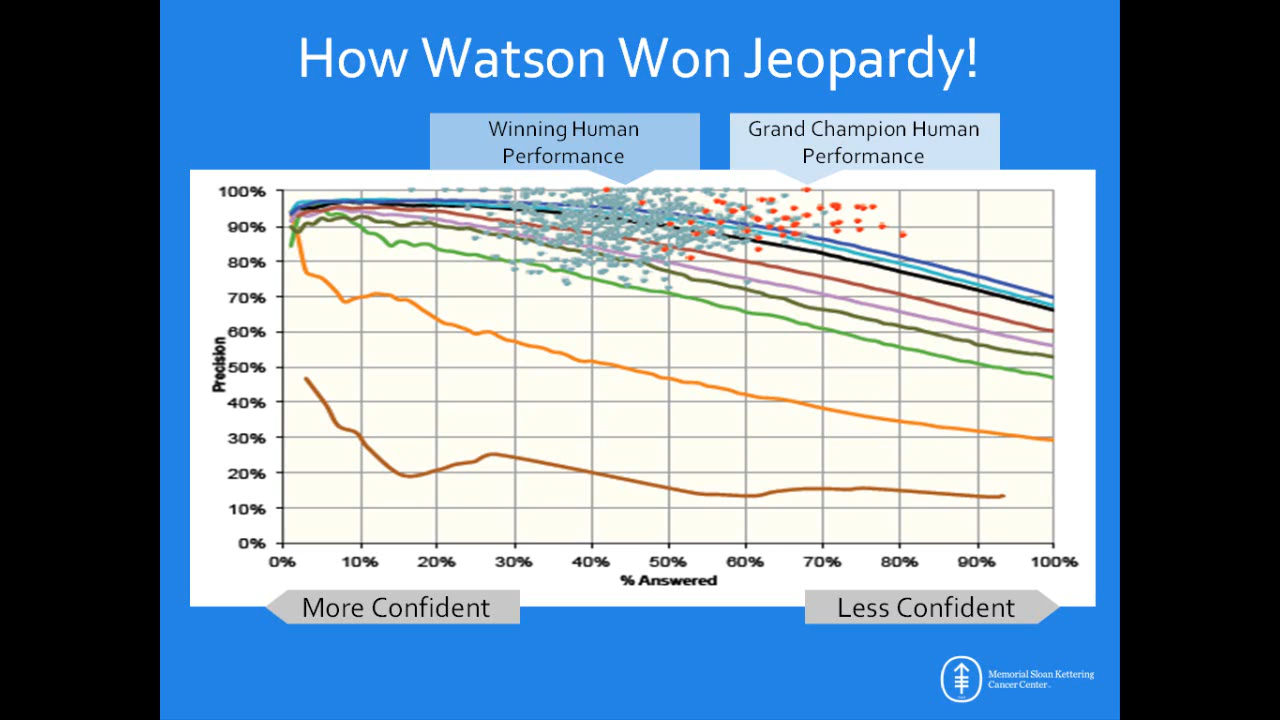 How Watson Won Jeopardy!
Winning Human
Performance
Grand Champion Human
Performance
Precision
100%
90%
80%
70%
60%
50%
40%
30%
20%
10%
0%
0% 10% 20% 30% 40% 50% 60% 70% 80% 90% 100%
% Answered
More Confident
Less Confident
Memorial Sloan Kettering
Cancer Center